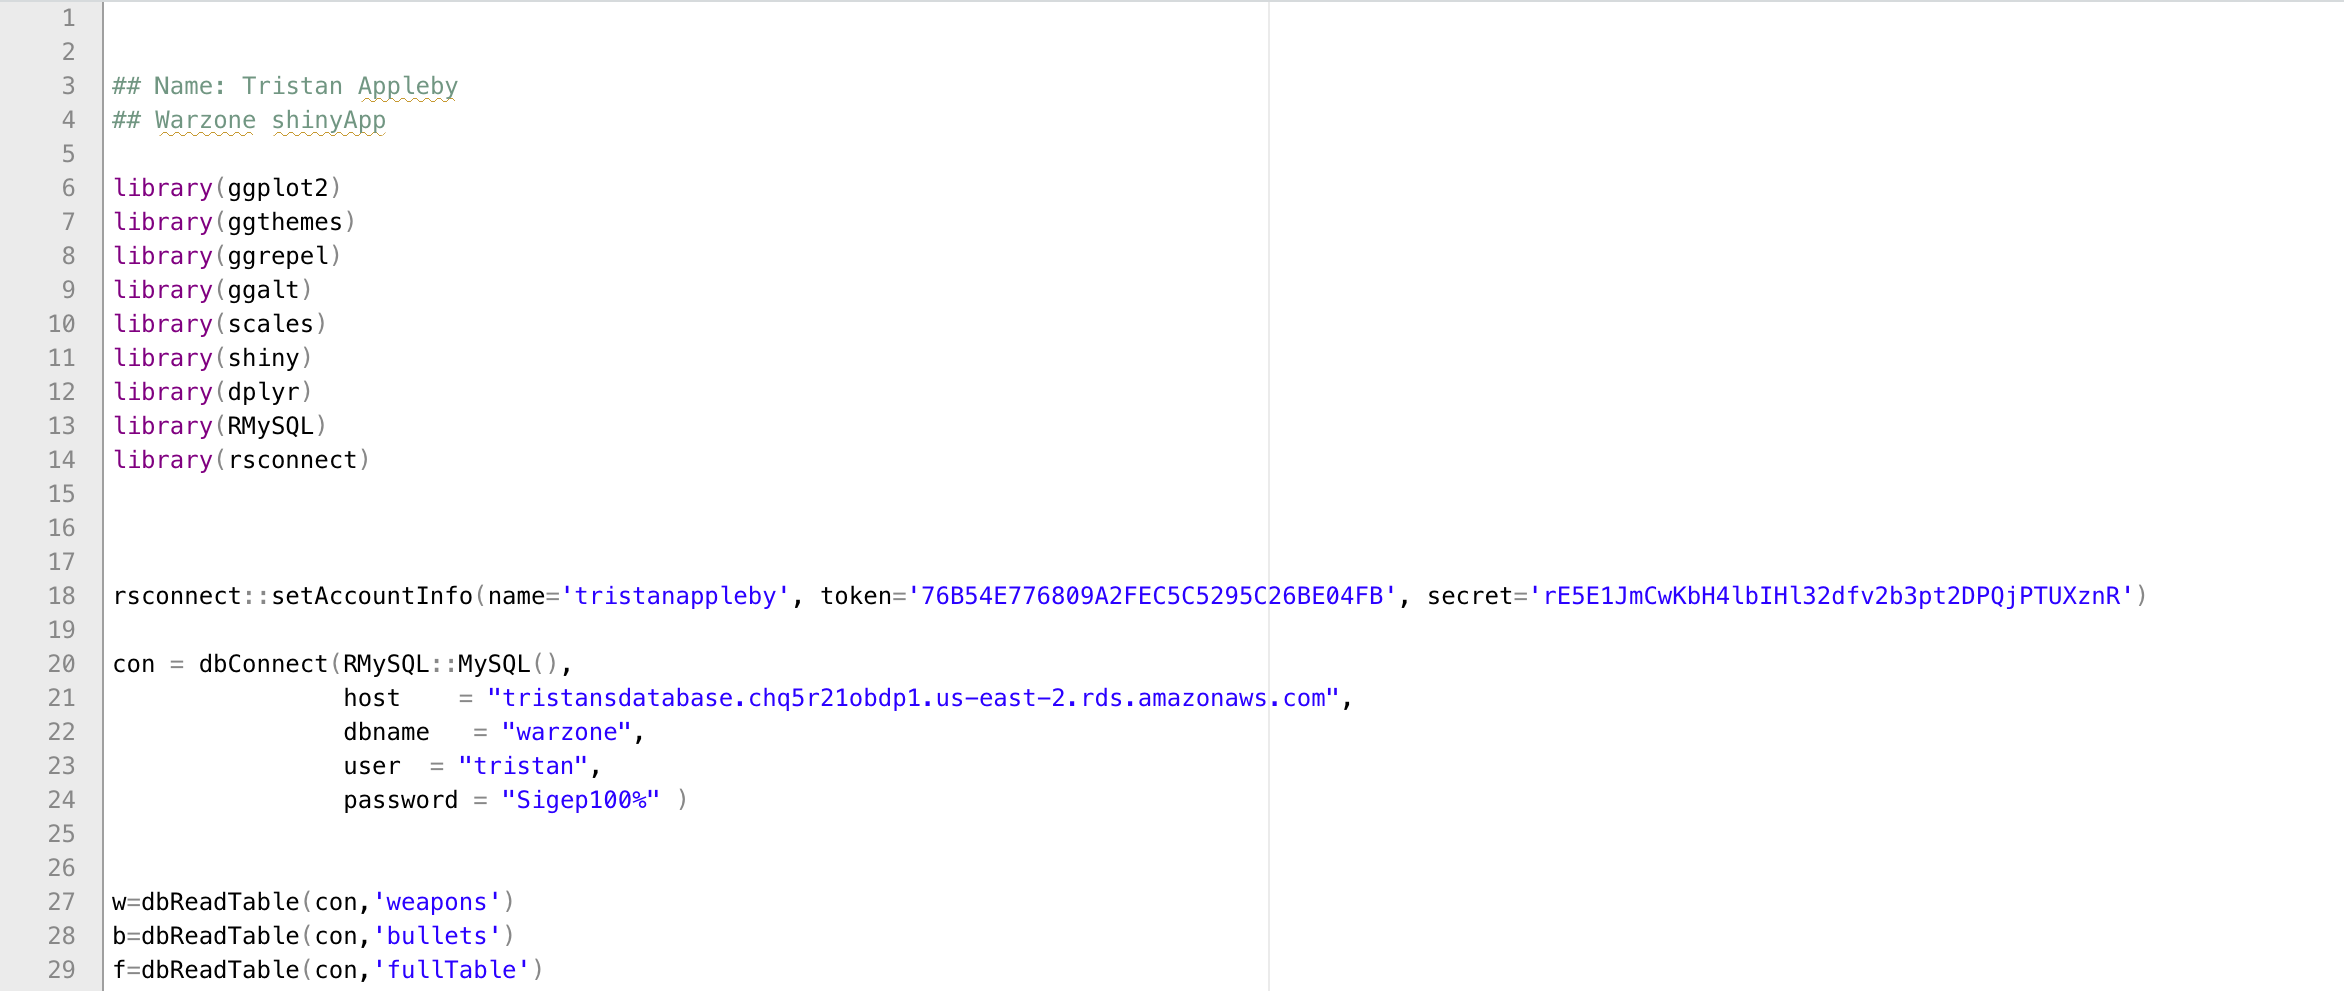 1
2
3 ## Name: Tristan Appleby
4 ## Warzone shinyApp
5
6 library(ggplot2)
7 library(ggthemes)
8 library(ggrepel)
9 library(ggalt)
10 library(scales)
11 library(shiny)
12 library(dplyr)
13 library(RMySQL)
14 library(rsconnect)
15
16
17
18 rsconnect::setAccountInfo(name='tristanappleby', token='76B54E776809A2FEC5C5295C26BE04FB', secret='rE5E1JmCwKbH4lbIHl32dfv2b3pt2DPQjPTUXznR')
19
20 con = dbConnect(RMySQL::MySQL(),
21                 host    = "tristansdatabase.chq5r21obdp1.us-east-2.rds.amazonaws.com",
22                 dbname   = "warzone",
23                 user  = "tristan",
24                 password = "Sigep100%" )
25
26
27 w=dbReadTable(con,'weapons')
28 b=dbReadTable(con,'bullets')
29 f=dbReadTable(con,'fullTable')